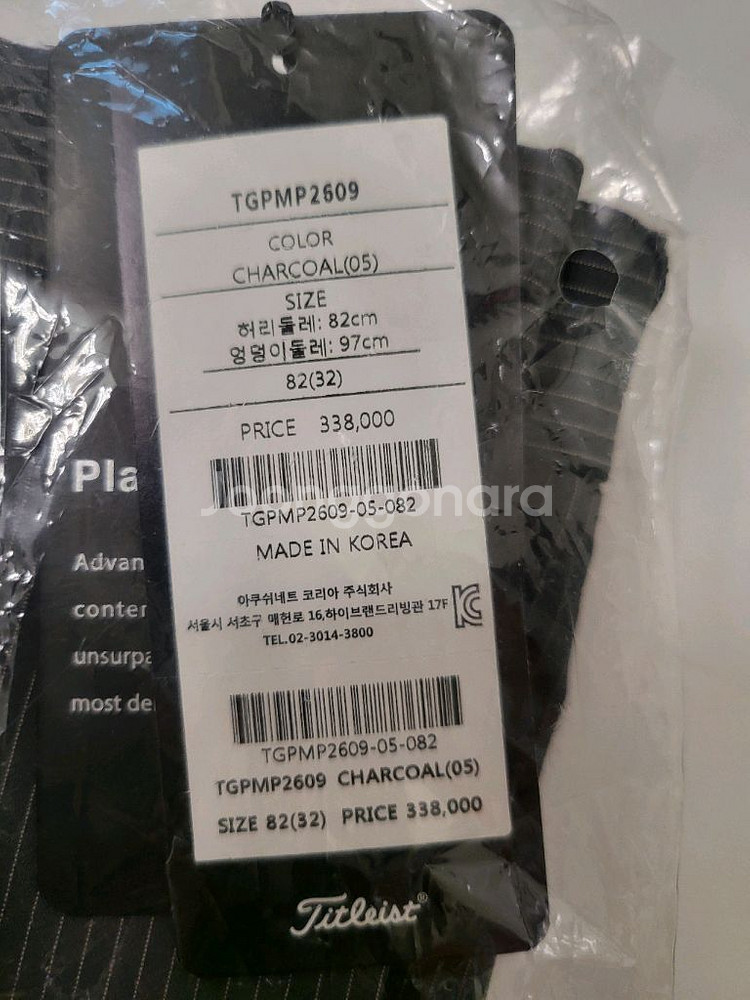 TGPMP2609
COLOR
CHARCOAL(05)
SIZE
허리둘레: 82cm
엉덩이둘레: 97cm
82(32)
PRICE 338,000
Joonggonara
TGPMP2609-05-082
MADE IN KOREA
아쿠쉬네트 코리아 주식회사
서울시 서초구 매헌로 16,하이브랜드리빙관 17F
TEL.02-3014-3800
TGPMP2609-05-082
TGPMP2609 CHARCOAL(05)
SIZE 82(32) PRICE 338,000
Titleist®
Pla
Advan
conter
unsurpa
most de